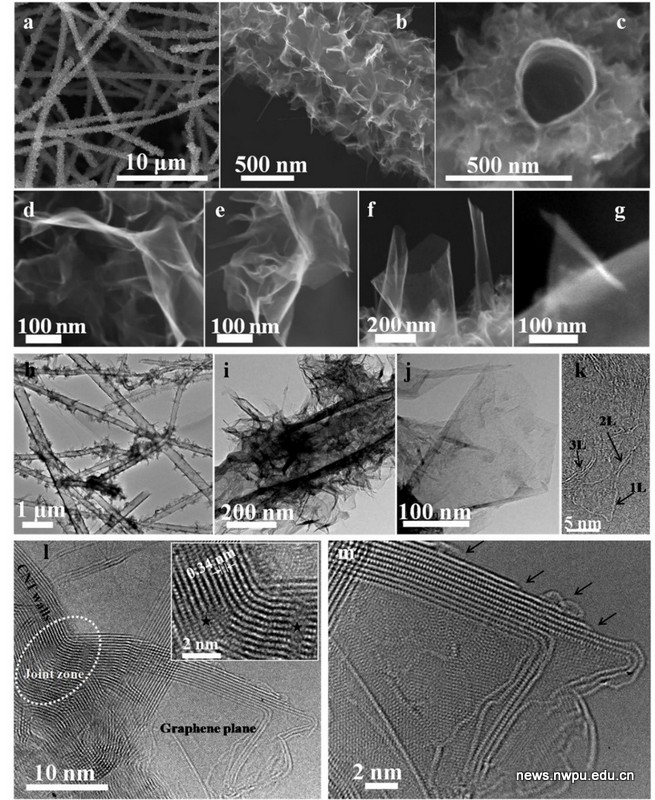 a
b
c
10 µm
500 nm
500 nm
d
e
f
g
100 nm
100 nm
200 nm
100 nm
h
i
j
k
2L
3L
1L
1 µm
200 nm
100 nm
5 nm
l
0.34 nm
m
CNT walls
2 nm
Joint zone
Graphene plane
10 nm
2 nm
news.nwpu.edu.cn